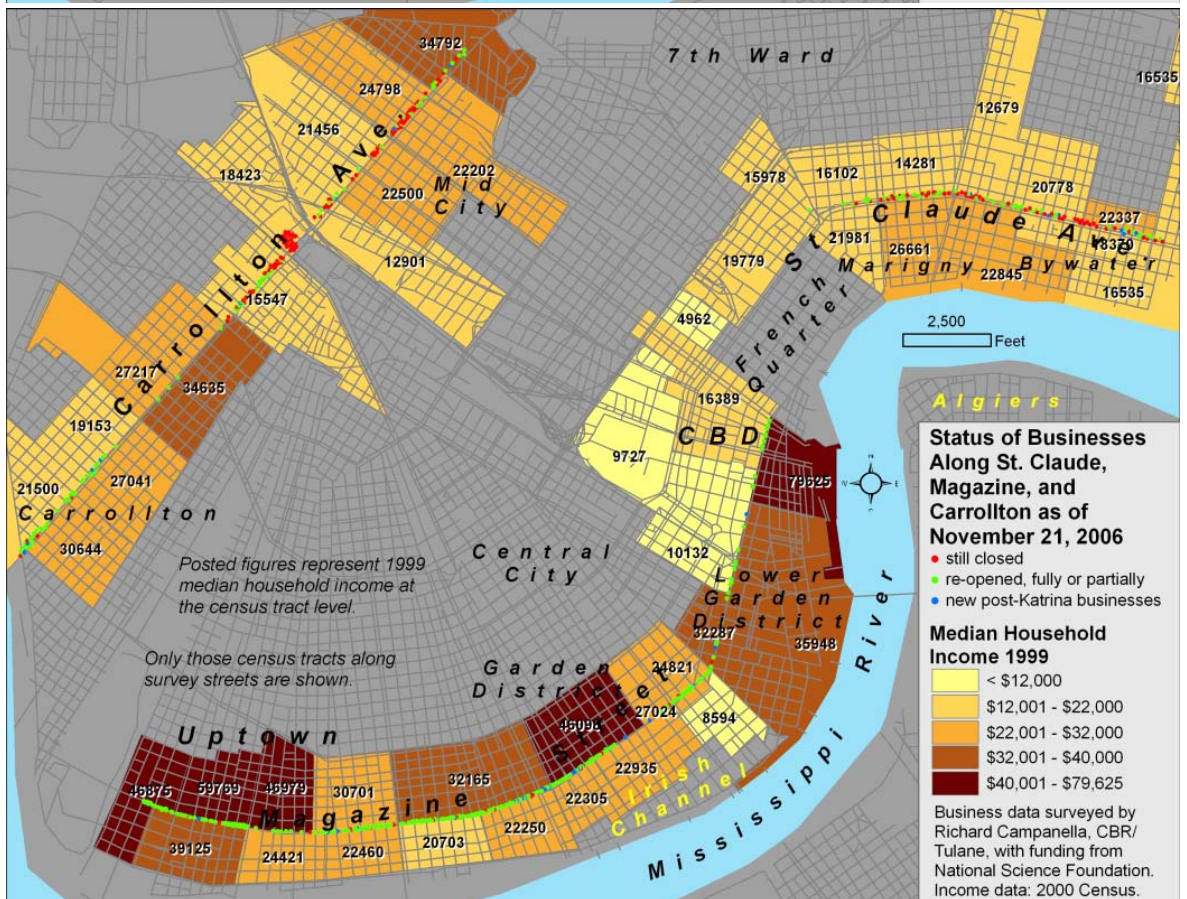 34792
7th Ward
16535
24798
12679
21456
Ave.
22202
18423
Mid
City
22500
15978
16102
14281
20778
St Claude Ave.
22337
18370
21981
26661
22845
Marigny
Bywater
16535
12901
19779
Carrollton
15547
4962
French
Quarter
2,500
Feet
27217
34635
16389
CBD
Algiers
19153
9727
79625
N
E
S
W
21500
27041
Carrollton
30644
10132
Central
City
Lower
Garden
District
Posted figures represent 1999
median household income at
the census tract level.
32287
35948
Only those census tracts along
survey streets are shown.
Garden
District
24821
27024
46095
8594
Uptown
46875
59769
46979
30701
32165
22935
Irish
Channel
Magazine Street
22305
22250
39125
24421
22460
20703
Mississippi River
Status of Businesses
Along St. Claude,
Magazine, and
Carrollton as of
November 21, 2006
still closed
re-opened, fully or partially
new post-Katrina businesses
Median Household
Income 1999
< $12,000
$12,001 - $22,000
$22,001 - $32,000
$32,001 - $40,000
$40,001 - $79,625
Business data surveyed by
Richard Campanella, CBR/
Tulane, with funding from
National Science Foundation.
Income data: 2000 Census.